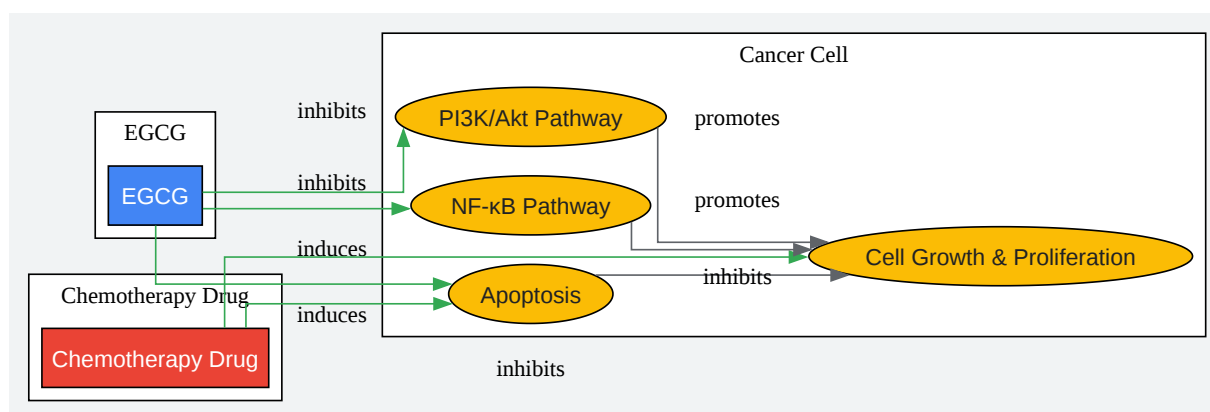 Cancer Cell
inhibits
PI3K/Akt Pathway
promotes
EGCG
EGCG
inhibits
NF-κB Pathway
promotes
induces
Cell Growth & Proliferation
inhibits
Chemotherapy Drug
Apoptosis
induces
Chemotherapy Drug
inhibits